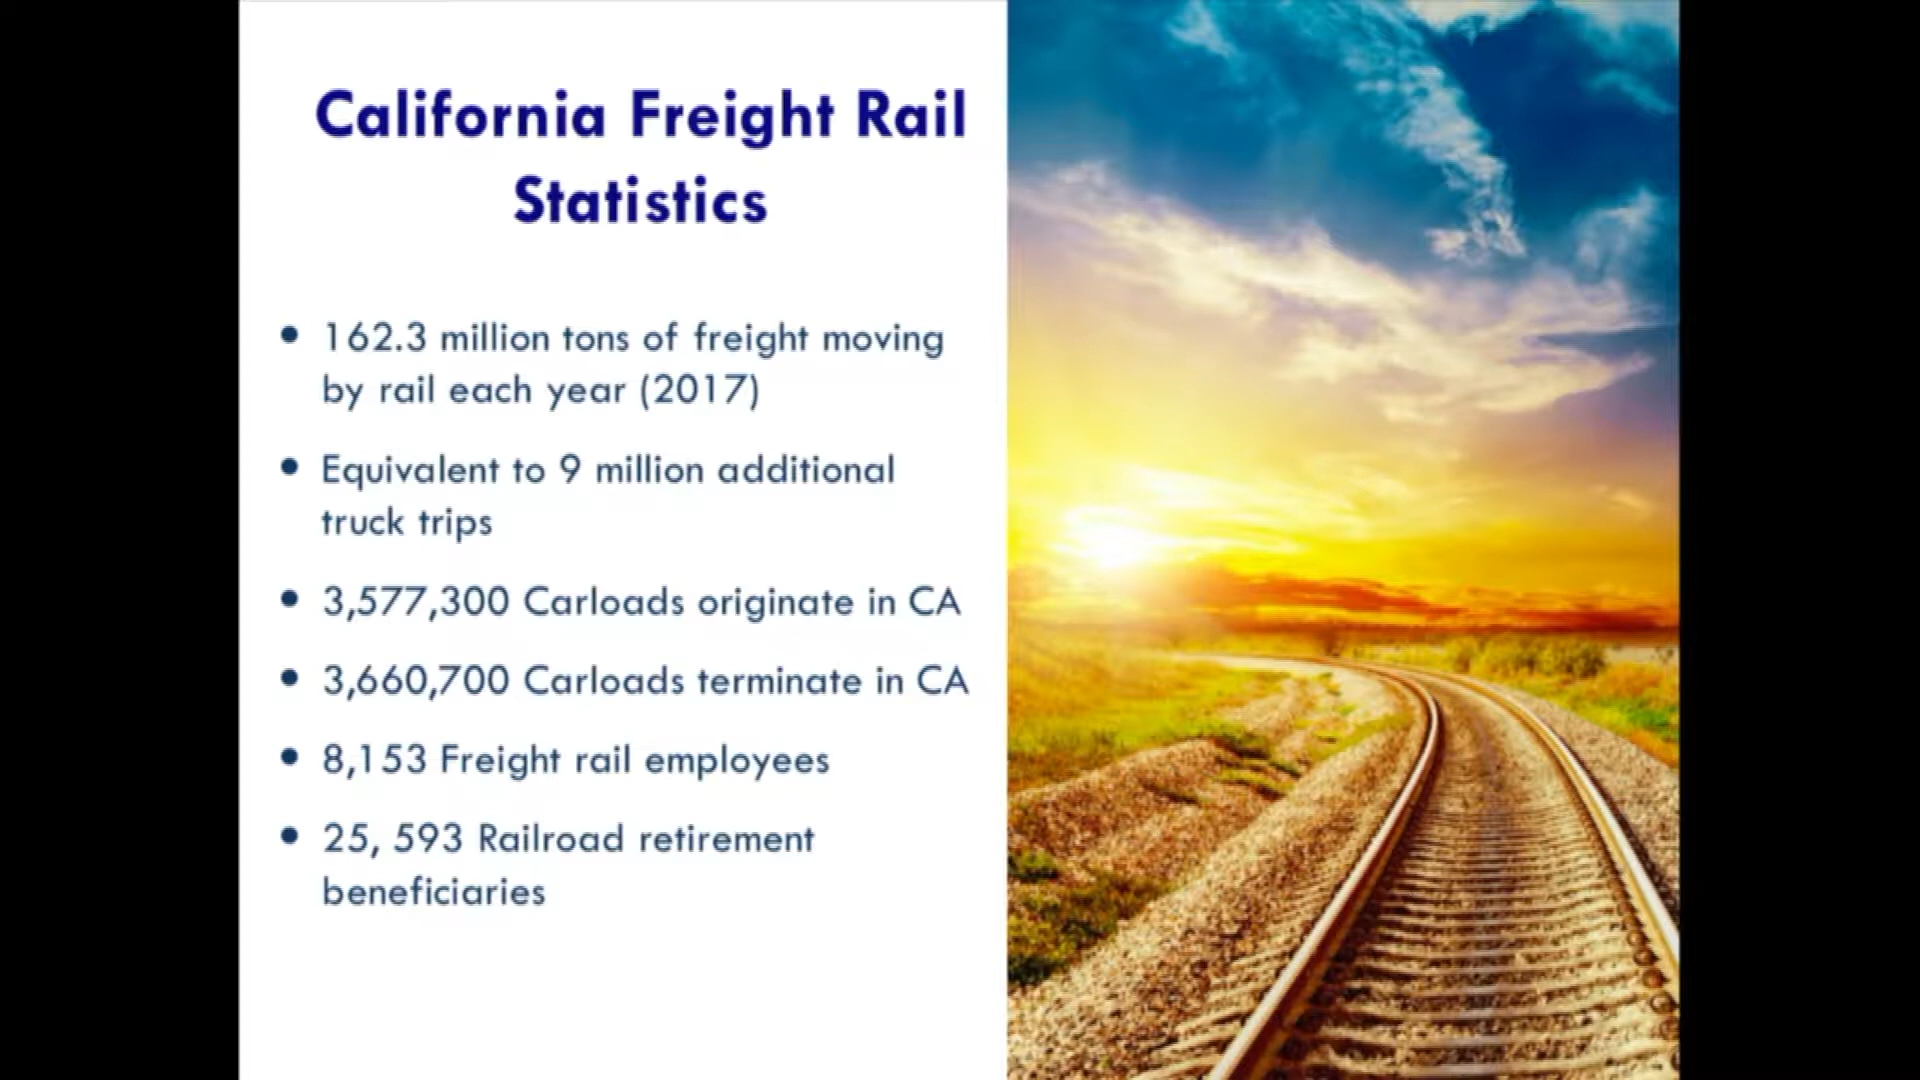 California Freight Rail
Statistics
• 162.3 million tons of freight moving
by rail each year (2017)
• Equivalent to 9 million additional
truck trips
• 3,577,300 Carloads originate in CA
• 3,660,700 Carloads terminate in CA
• 8,153 Freight rail employees
• 25, 593 Railroad retirement
beneficiaries